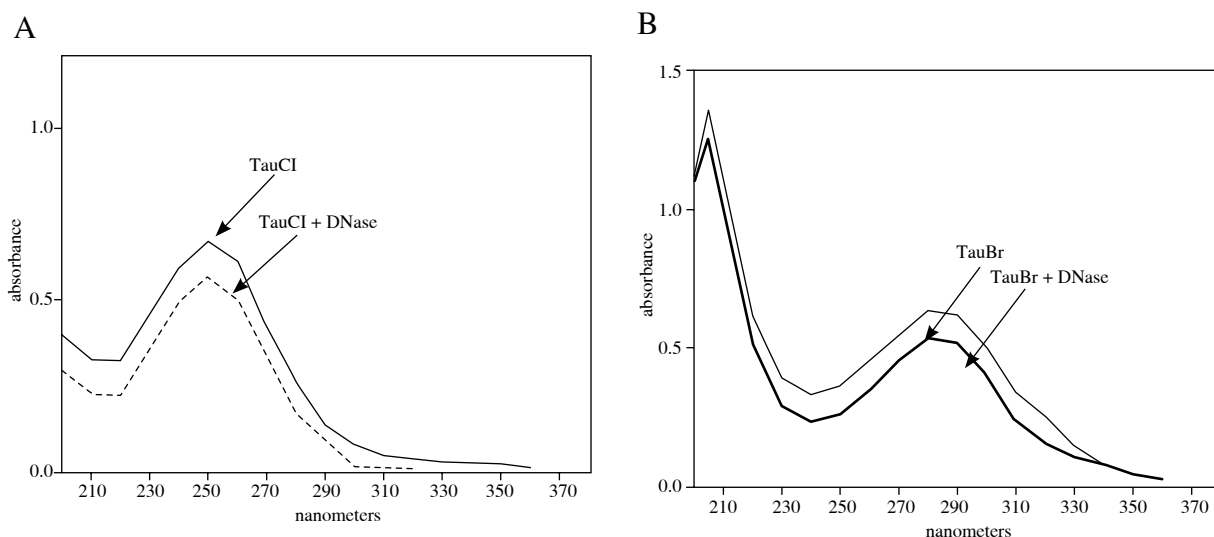 A
1.0
0.5
0.0
absorbance
TauCI
TauCI + DNase
210 230 250 270 290 310 330 350 370
nanometers
B
1.5
1.0
0.5
0.0
absorbance
TauBr
TauBr + DNase
210 230 250 270 290 310 330 350 370
nanometers